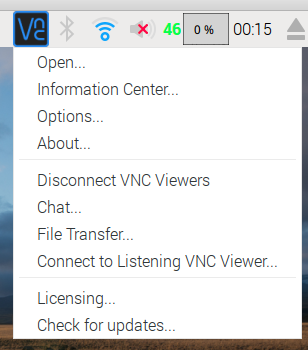 VNC 46 0 % 00:15
Open...
Information Center...
Options...
About...
Disconnect VNC Viewers
Chat...
File Transfer...
Connect to Listening VNC Viewer...
Licensing...
Check for updates...